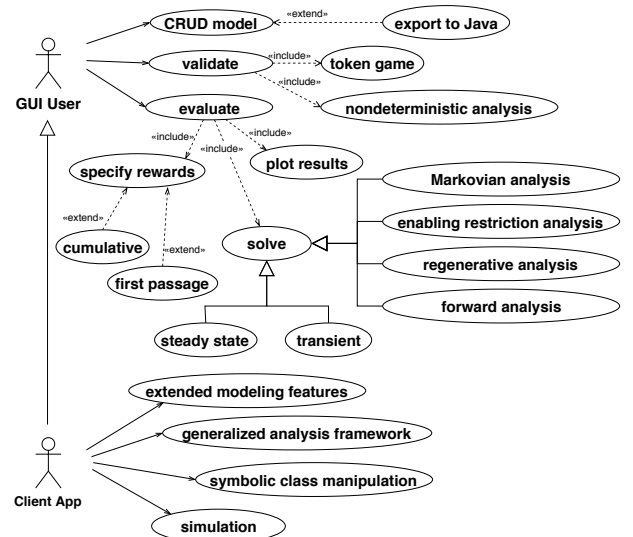 CRUD model
«extend»
export to Java
GUI User
validate
«include»
token game
«include»
nondeterministic analysis
evaluate
«include»
«include»
«include»
plot results
specify rewards
Markovian analysis
«extend»
cumulative
«extend»
first passage
solve
enabling restriction analysis
regenerative analysis
forward analysis
steady state
transient
extended modeling features
generalized analysis framework
Client App
symbolic class manipulation
simulation